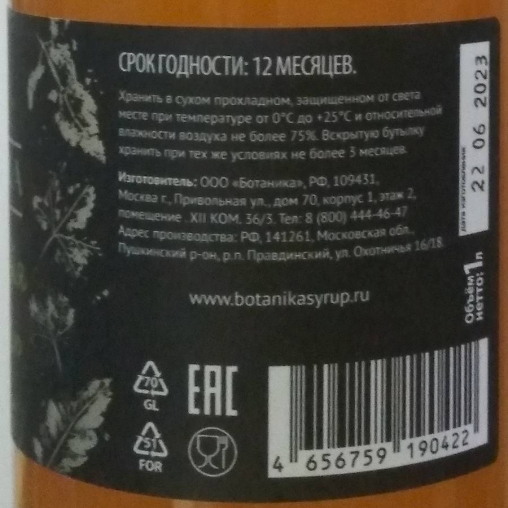 СРОК ГОДНОСТИ: 12 МЕСЯЦЕВ.
Хранить в сухом прохладном, защищенном от света
месте при температуре от 0°C до +25°C и относительной
влажности воздуха не более 75%. Вскрытую бутылку
хранить при тех же условиях не более 3 месяцев.
Изготовитель: ООО «Ботаника», РФ, 109431,
Москва г., Привольная ул., дом 70, корпус 1, этаж 2,
помещение . XII КОМ. 36/3. Тел: 8 (800) 444-46-47
Адрес производства: РФ, 141261, Московская обл.,
Пушкинский р-он, р.п. Правдинский, ул. Охотничья 16/18.
www.botanikasyrup.ru
дата изготовления
22 06 2023
Объём
нетто: 1л
70
GL
EAC
51
FOR
4 656759 190422